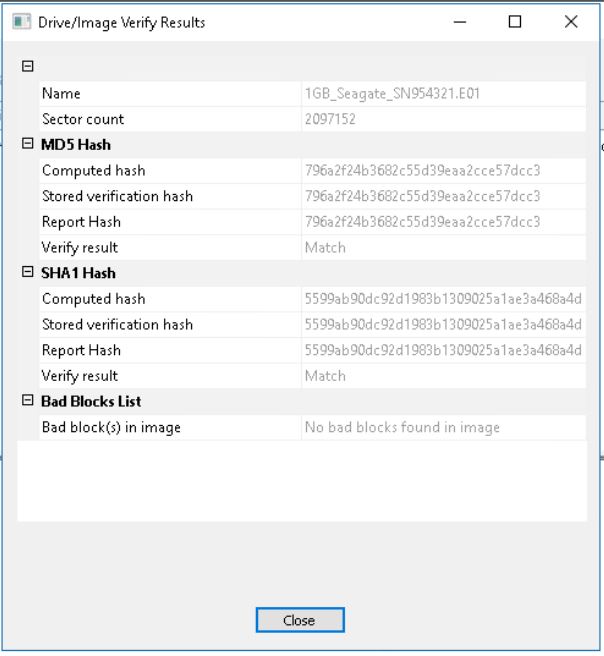 Drive/Image Verify Results
Name 1GB_Seagate_SN954321.E01
Sector count 2097152
MD5 Hash
Computed hash 796a2f24b3682c55d39eaa2cce57dcc3
Stored verification hash 796a2f24b3682c55d39eaa2cce57dcc3
Report Hash 796a2f24b3682c55d39eaa2cce57dcc3
Verify result Match
SHA1 Hash
Computed hash 5599ab90dc92d1983b1309025a1ae3a468a4d
Stored verification hash 5599ab90dc92d1983b1309025a1ae3a468a4d
Report Hash 5599ab90dc92d1983b1309025a1ae3a468a4d
Verify result Match
Bad Blocks List
Bad block(s) in image No bad blocks found in image
Close